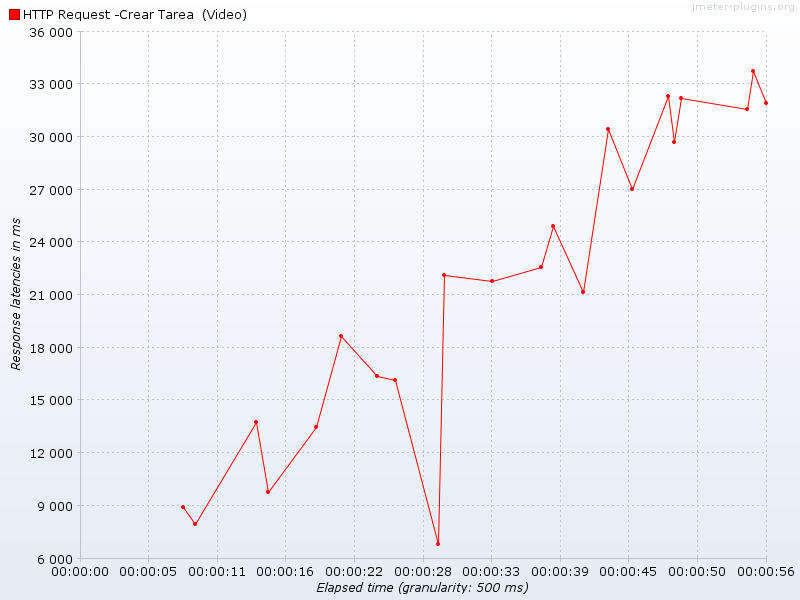 jmeter-plugins.org
HTTP Request -Crear Tarea  (Video)
36 000
33 000
30 000
27 000
24 000
21 000
18 000
15 000
12 000
9 000
6 000
Response latencies in ms
00:00:00 00:00:05 00:00:11 00:00:16 00:00:22 00:00:28 00:00:33 00:00:39 00:00:45 00:00:50 00:00:56
Elapsed time (granularity: 500 ms)